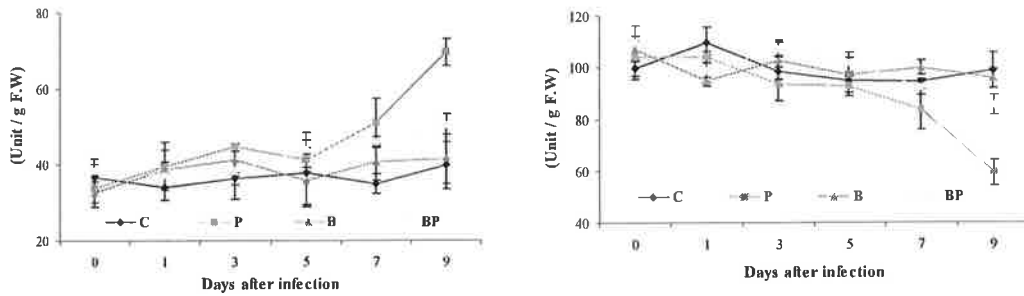 (Unit / g F.W)
80
60
40
20
C P B BP
0 1 3 5 7 9
Days after infection
(Unit / g F.W)
120
100
80
60
40
C P B BP
0 1 3 5 7 9
Days after infection